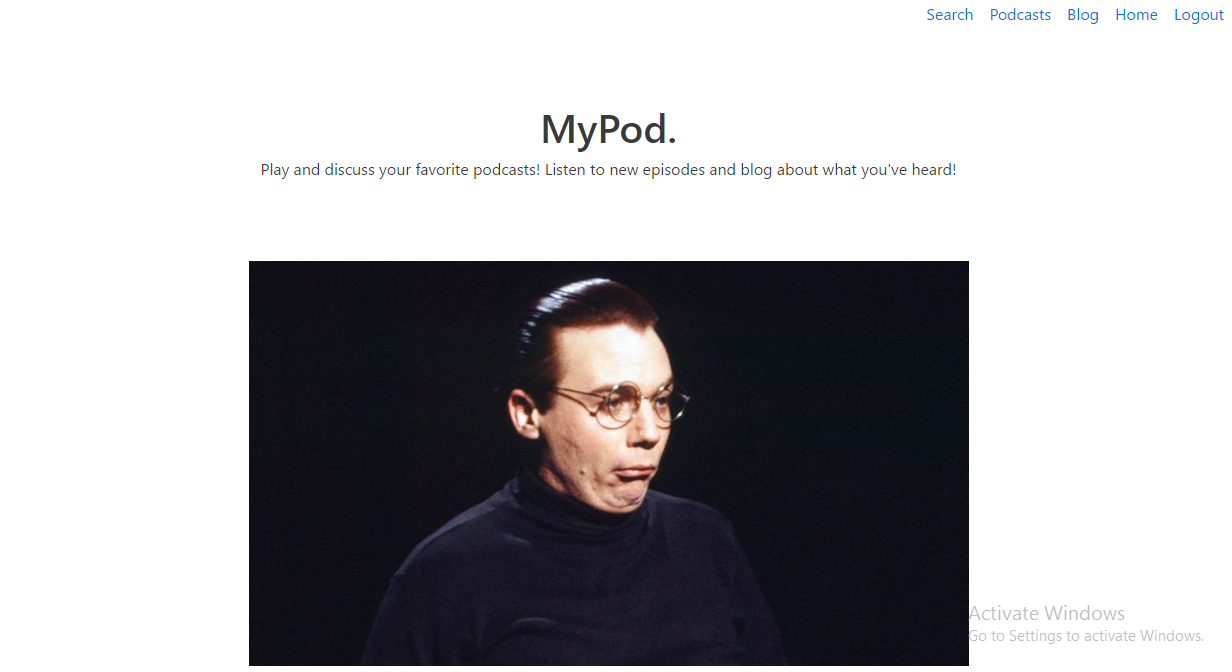 Search Podcasts Blog Home Logout
MyPod.
Play and discuss your favorite podcasts! Listen to new episodes and blog about what you've heard!
Activate Windows
Go to Settings to activate Windows.